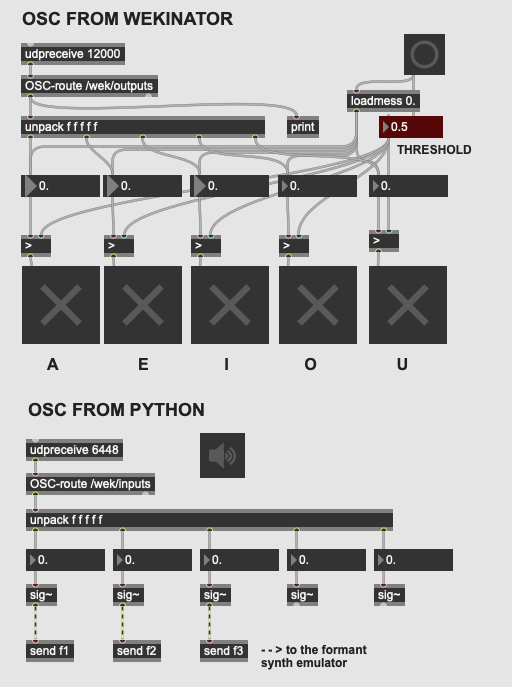 OSC FROM WEKINATOR
udpreceive 12000
OSC-route /wek/outputs
loadmess 0.
unpack f f f f f
print
0.5
THRESHOLD
0.
0.
0.
0.
0.
>
>
>
>
>
A
E
I
O
U
OSC FROM PYTHON
udpreceive 6448
OSC-route /wek/inputs
unpack f f f f f
0.
0.
0.
0.
0.
sig~
sig~
sig~
sig~
sig~
send f1
send f2
send f3
- - > to the formant
synth emulator